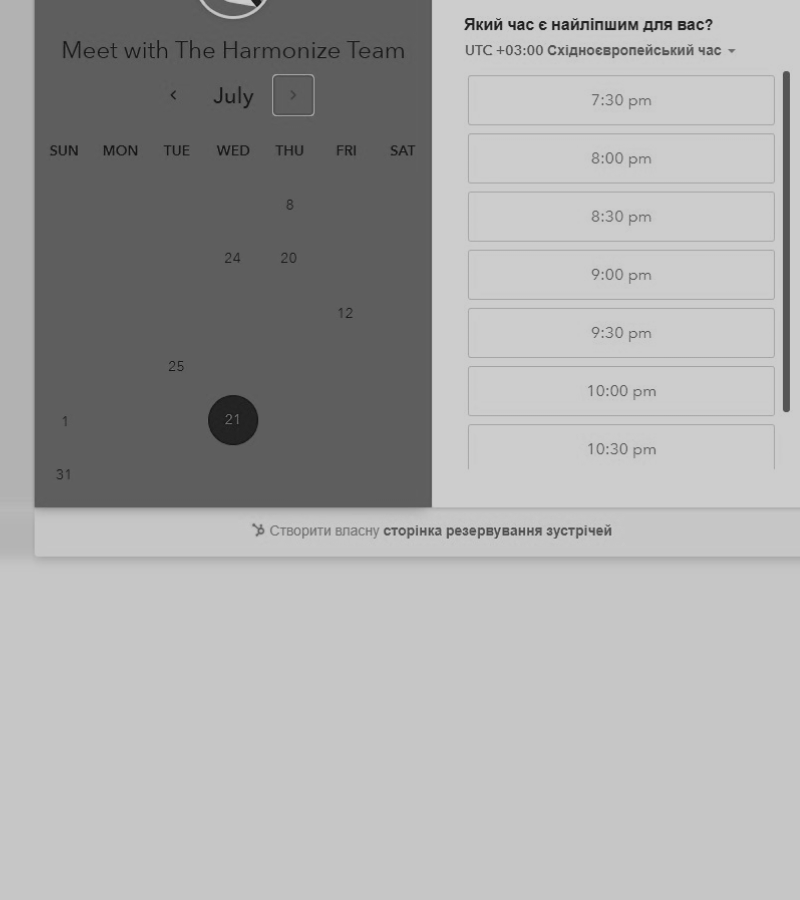 Meet with The Harmonize Team
July
SUN MON TUE WED THU FRI SAT
8
24 20
12
25
1 21
31
Який час є найліпшим для вас?
UTC +03:00 Східноєвропейський час
7:30 pm
8:00 pm
8:30 pm
9:00 pm
9:30 pm
10:00 pm
10:30 pm
Створити власну сторінка резервування зустрічей